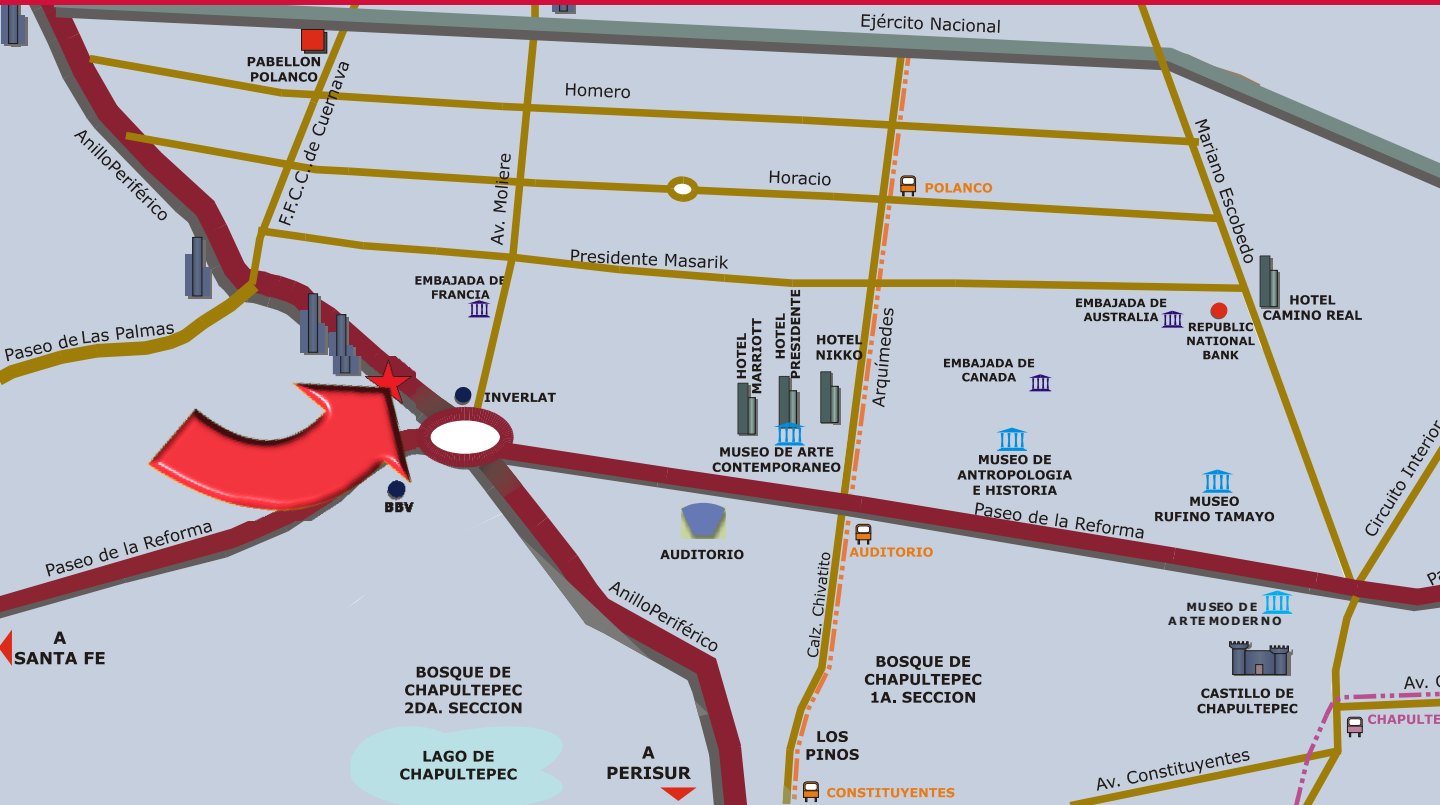 Ejército Nacional
PABELLON
POLANCO
Homero
F.F.C.C. de Cuernava
AnilloPeriférico
Av. Moliere
Horacio
POLANCO
Mariano Escobedo
Presidente Masarik
EMBAJADA DE
FRANCIA
Paseo de Las Palmas
HOTEL
MARRIOTT
HOTEL
PRESIDENTE
HOTEL
NIKKO
Arquímedes
EMBAJADA DE
AUSTRALIA
REPUBLIC
NATIONAL
BANK
HOTEL
CAMINO REAL
EMBAJADA DE
CANADA
INVERLAT
MUSEO DE ARTE
CONTEMPORANEO
MUSEO DE
ANTROPOLOGIA
E HISTORIA
MUSEO
RUFINO TAMAYO
Circuito Interior
BBV
Paseo de la Reforma
Paseo de la Reforma
AUDITORIO
AUDITORIO
Calz. Chivatito
AnilloPeriférico
MUSEO DE
ARTE MODERNO
A
SANTA FE
BOSQUE DE
CHAPULTEPEC
2DA. SECCION
BOSQUE DE
CHAPULTEPEC
1A. SECCION
CASTILLO DE
CHAPULTEPEC
Av.
CHAPULTE
LOS
PINOS
LAGO DE
CHAPULTEPEC
A
PERISUR
Av. Constituyentes
CONSTITUYENTES